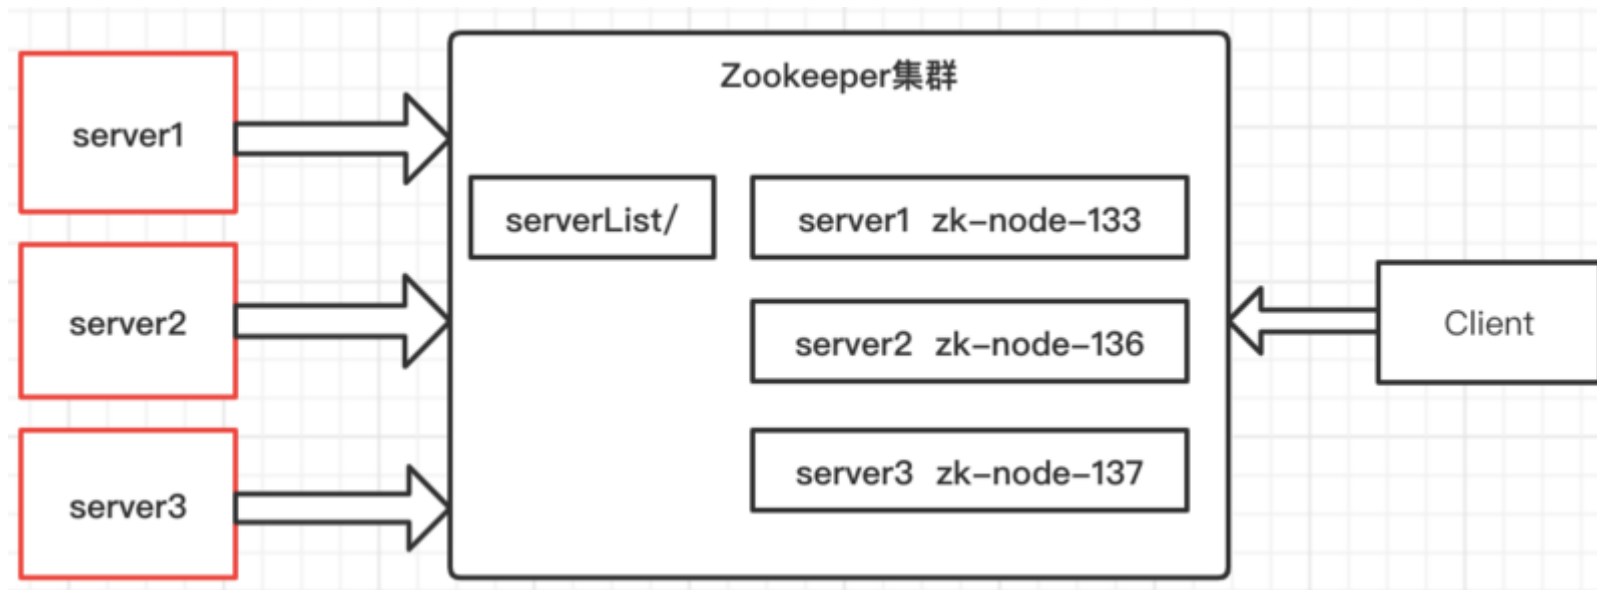 Zookeeper集群
server1
serverList/
server1 zk-node-133
server2
server2 zk-node-136
Client
server3
server3 zk-node-137